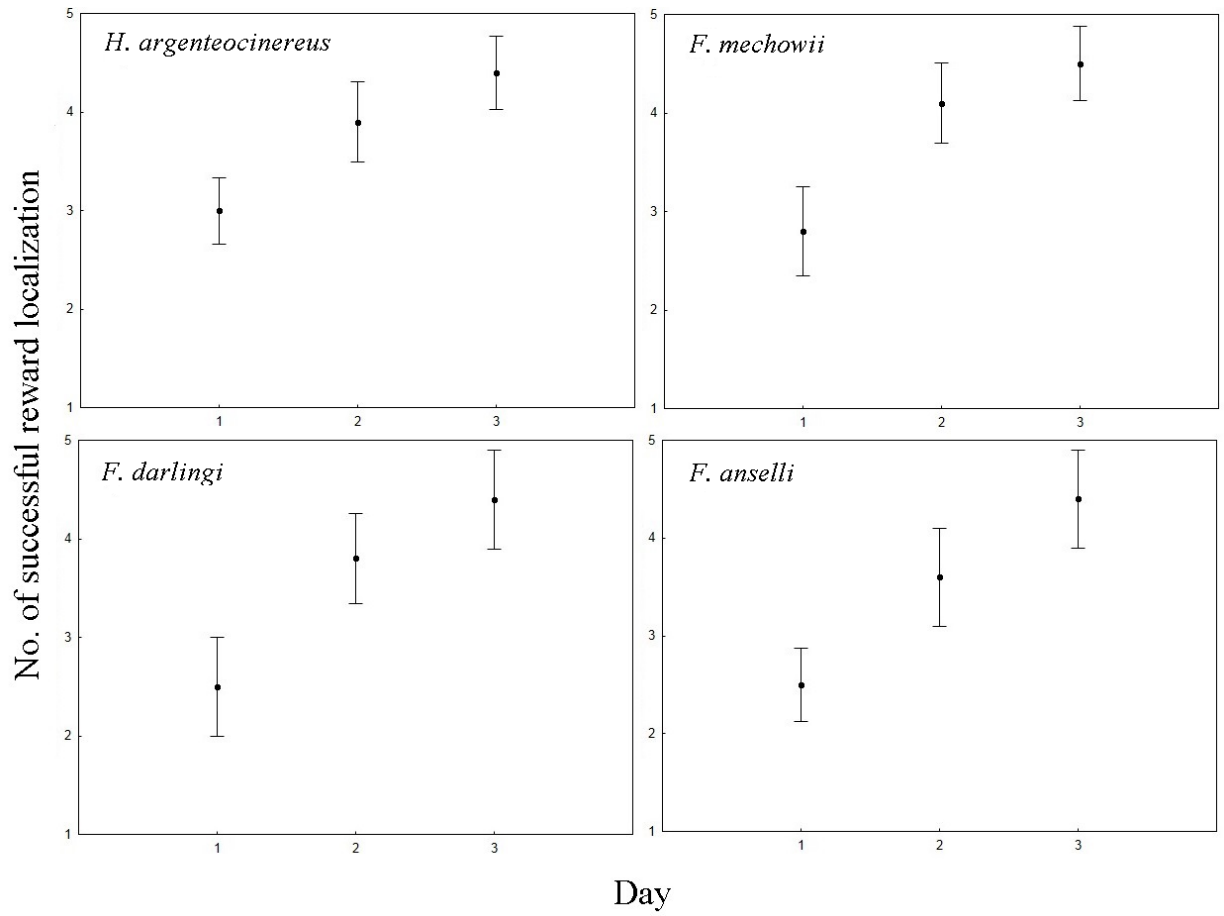 No. of successful reward localization
H. argenteocinereus
5
4
3
2
1
1 2 3
F. mechowii
5
4
3
2
1
1 2 3
F. darlingi
5
4
3
2
1
1 2 3
F. anselli
5
4
3
2
1
1 2 3
Day